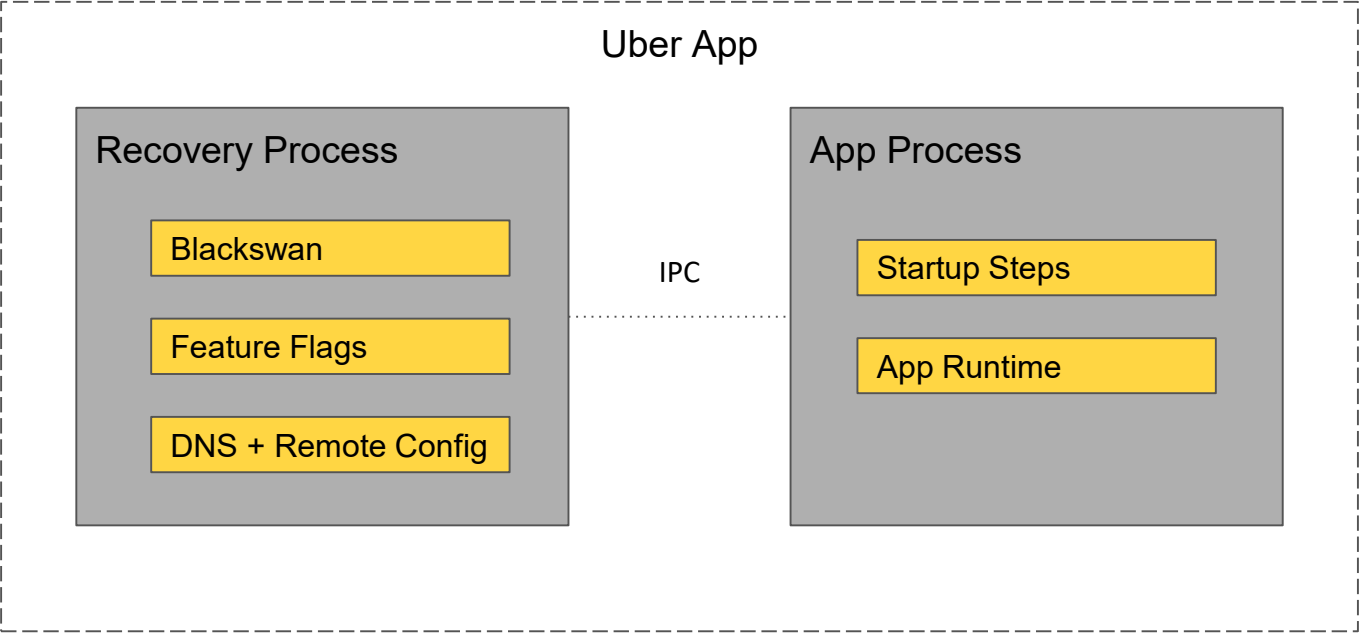 Uber App
Recovery Process
Blackswan
Feature Flags
DNS + Remote Config
IPC
App Process
Startup Steps
App Runtime